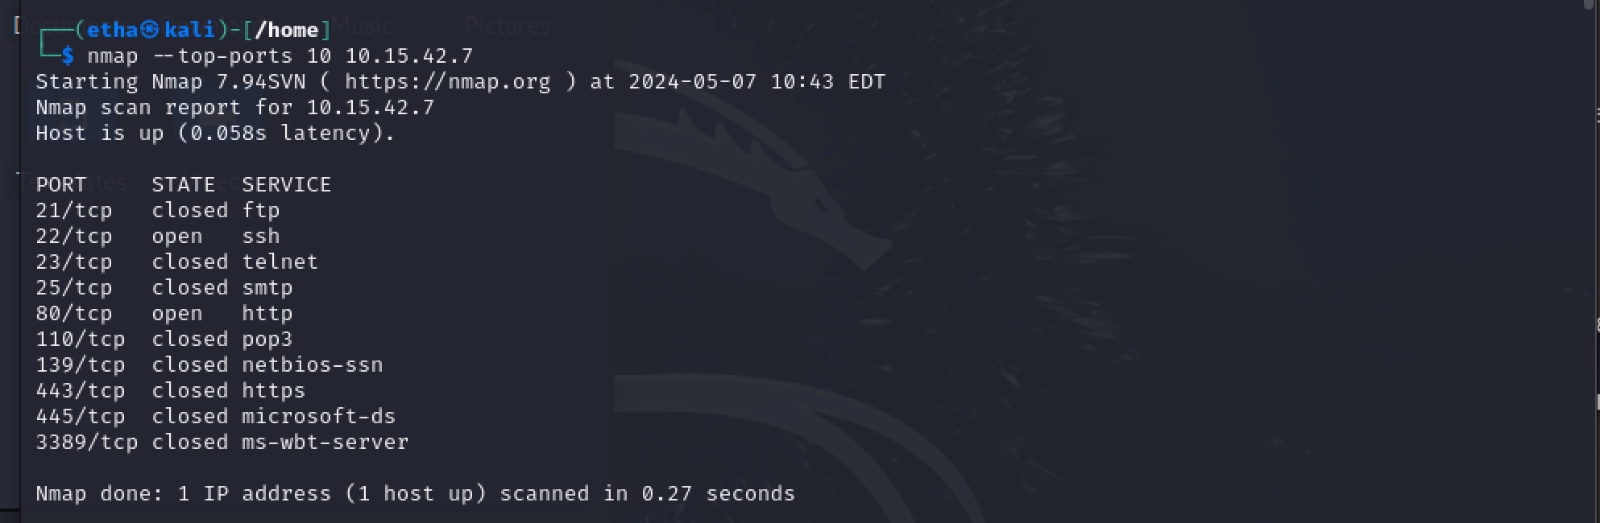 ┌──(etha㉿kali)-[/home]
└─$ nmap --top-ports 10 10.15.42.7
Starting Nmap 7.94SVN ( https://nmap.org ) at 2024-05-07 10:43 EDT
Nmap scan report for 10.15.42.7
Host is up (0.058s latency).
PORT     STATE  SERVICE
21/tcp   closed ftp
22/tcp   open   ssh
23/tcp   closed telnet
25/tcp   closed smtp
80/tcp   open   http
110/tcp  closed pop3
139/tcp  closed netbios-ssn
443/tcp  closed https
445/tcp  closed microsoft-ds
3389/tcp closed ms-wbt-server
Nmap done: 1 IP address (1 host up) scanned in 0.27 seconds
Music
Pictures